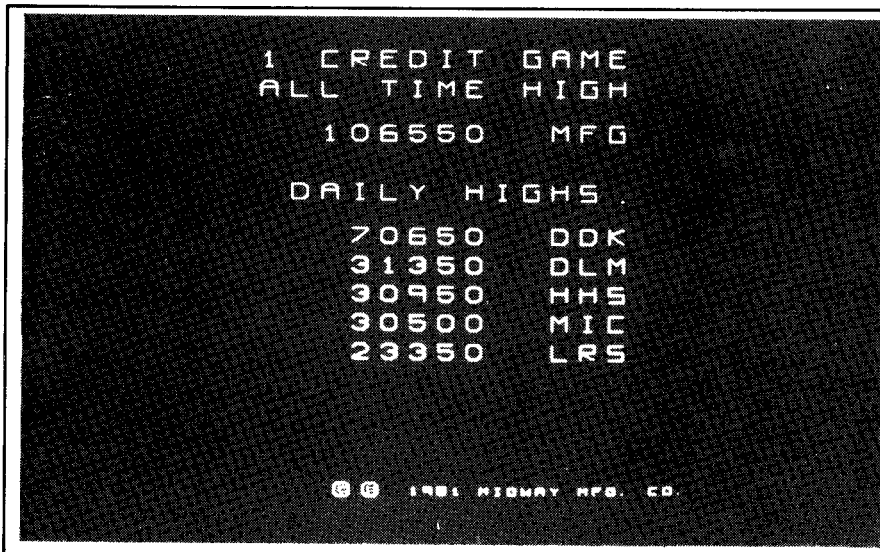 1 CREDIT GAME
ALL TIME HIGH
106550 MFG
DAILY HIGHS
70650 DDK
31350 DLM
30950 HHS
30500 MIC
23350 LRS
1981 MIDWAY MFG. CO.